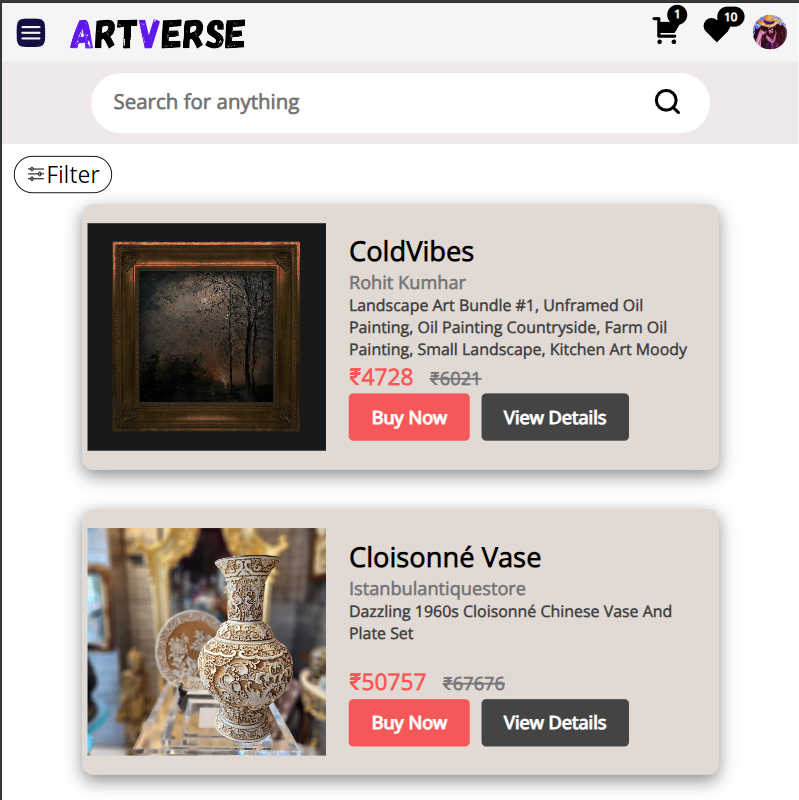 ARTVERSE
1
10
Search for anything
Filter
ColdVibes
Rohit Kumhar
Landscape Art Bundle #1, Unframed Oil
Painting, Oil Painting Countryside, Farm Oil
Painting, Small Landscape, Kitchen Art Moody
₹4728 ₹6021
Buy Now View Details
Cloisonné Vase
Istanbulantiquestore
Dazzling 1960s Cloisonné Chinese Vase And
Plate Set
₹50757 ₹67676
Buy Now View Details